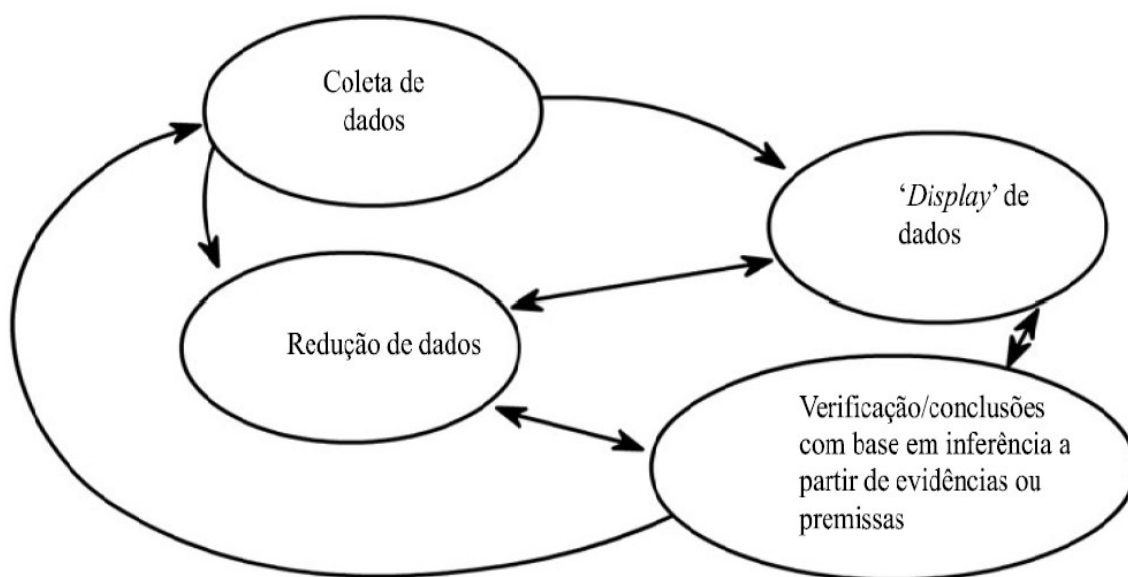 Coleta de
dados
‘Display’ de
dados
Redução de dados
Verificação/conclusões
com base em inferência a
partir de evidências ou
premissas